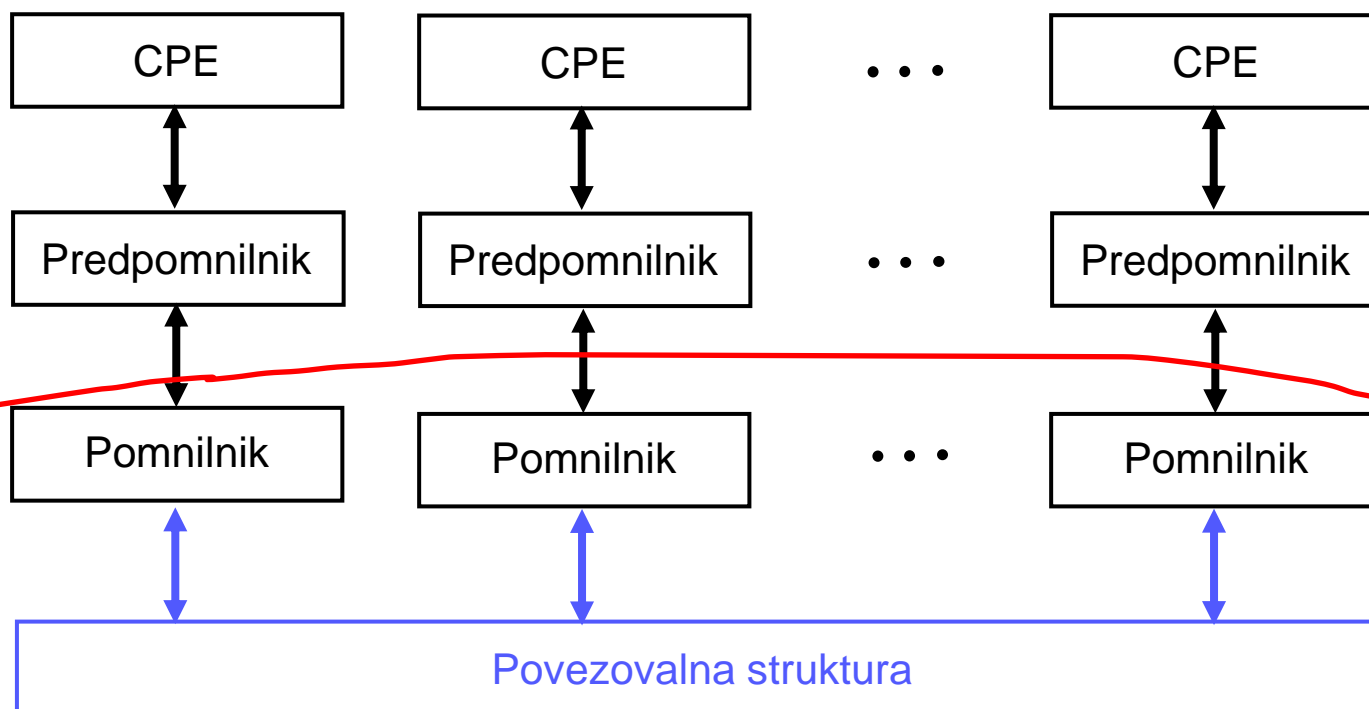 CPE CPE • • • CPE
Predpomnilnik Predpomnilnik • • • Predpomnilnik
Pomnilnik Pomnilnik • • • Pomnilnik
Povezovalna struktura